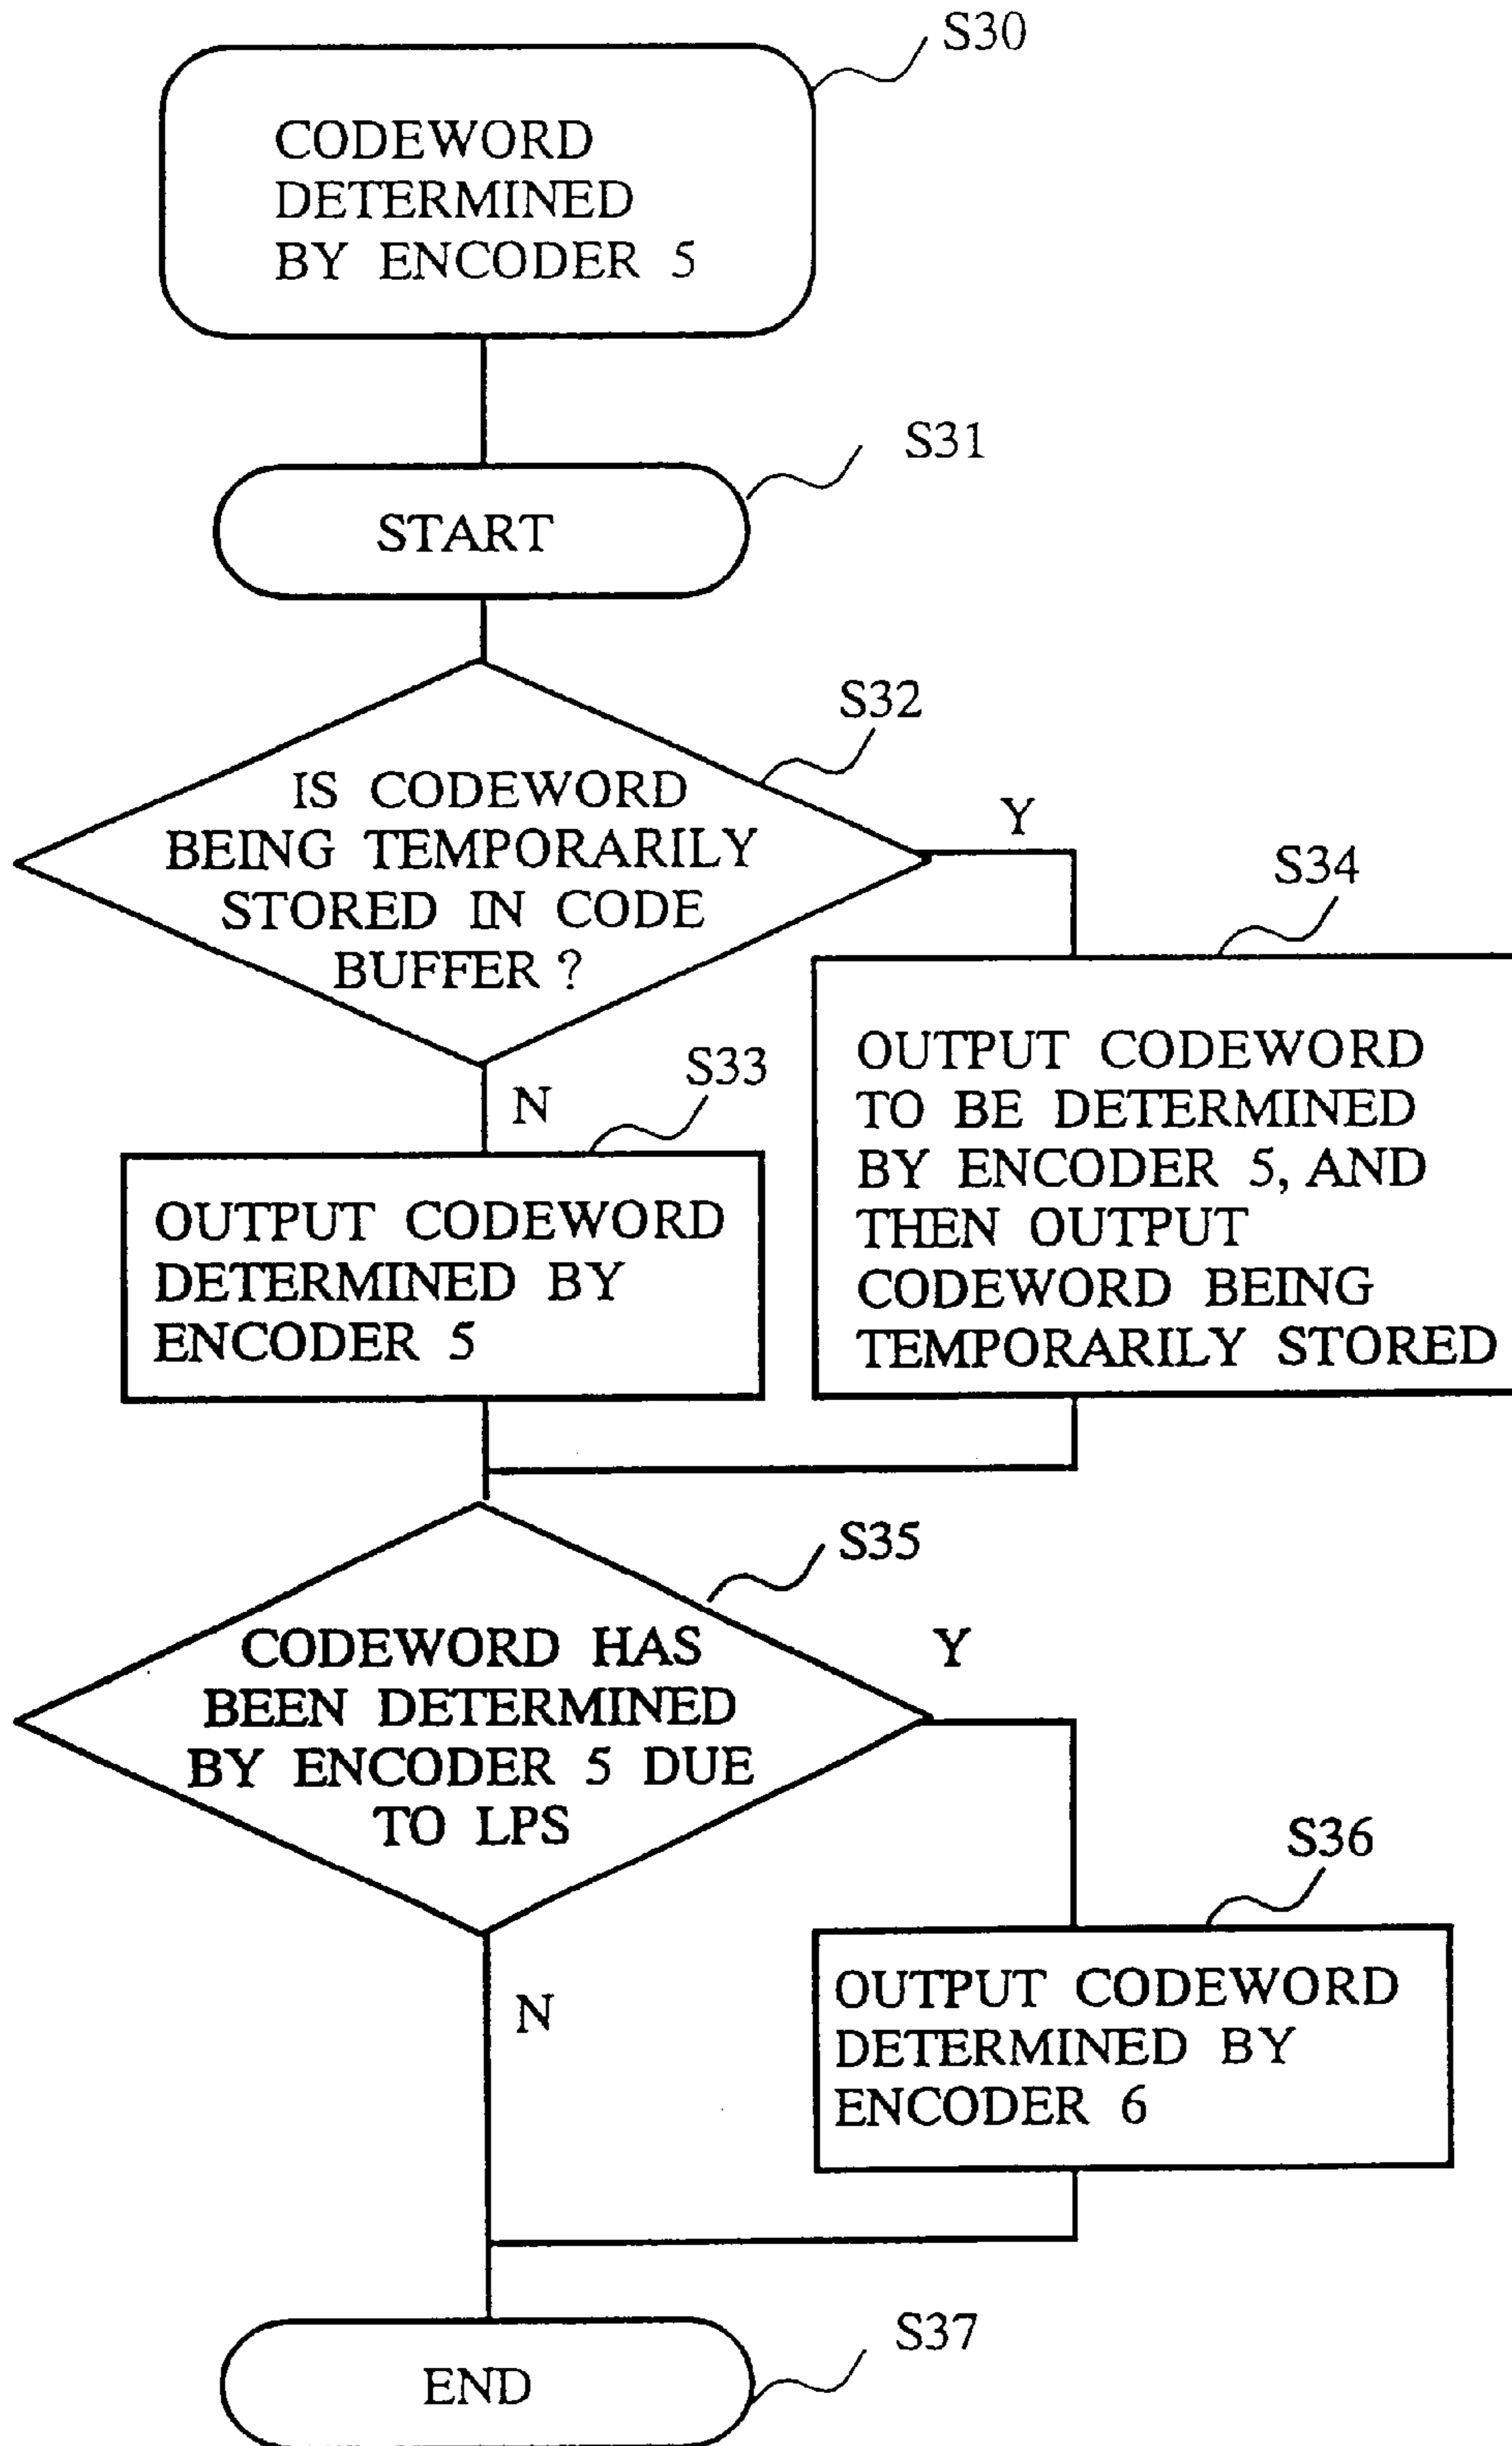 S30
CODEWORD
DETERMINED
BY ENCODER 5
S31
START
S32
IS CODEWORD
BEING TEMPORARILY
STORED IN CODE
BUFFER ?
Y
S34
OUTPUT CODEWORD
TO BE DETERMINED
BY ENCODER 5, AND
THEN OUTPUT
CODEWORD BEING
TEMPORARILY STORED
N
S33
OUTPUT CODEWORD
DETERMINED BY
ENCODER 5
S35
CODEWORD HAS
BEEN DETERMINED
BY ENCODER 5 DUE
TO LPS
Y
S36
OUTPUT CODEWORD
DETERMINED BY
ENCODER 6
N
S37
END